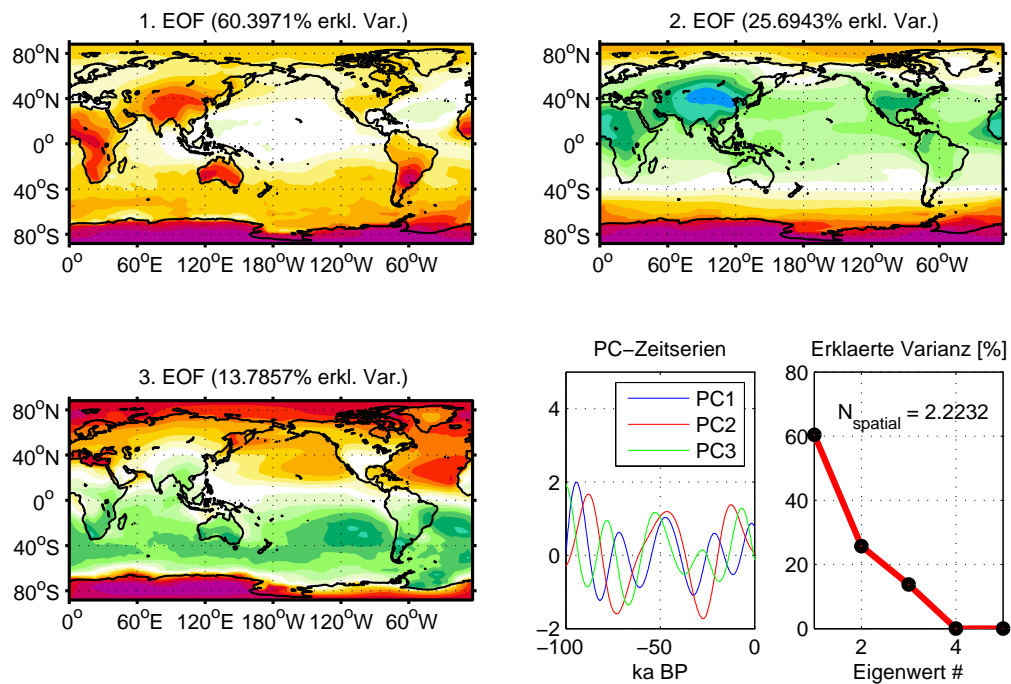 1. EOF (60.3971% erkl. Var.)
80°N
40°N
0°
40°S
80°S
0° 60°E 120°E 180°W 120°W 60°W
2. EOF (25.6943% erkl. Var.)
80°N
40°N
0°
40°S
80°S
0° 60°E 120°E 180°W 120°W 60°W
3. EOF (13.7857% erkl. Var.)
80°N
40°N
0°
40°S
80°S
0° 60°E 120°E 180°W 120°W 60°W
PC−Zeitserien
4
2
0
−2
PC1
PC2
PC3
−100 −50 0
ka BP
Erklaerte Varianz [%]
80
60
40
20
0
N_spatial = 2.2232
2 4
Eigenwert #